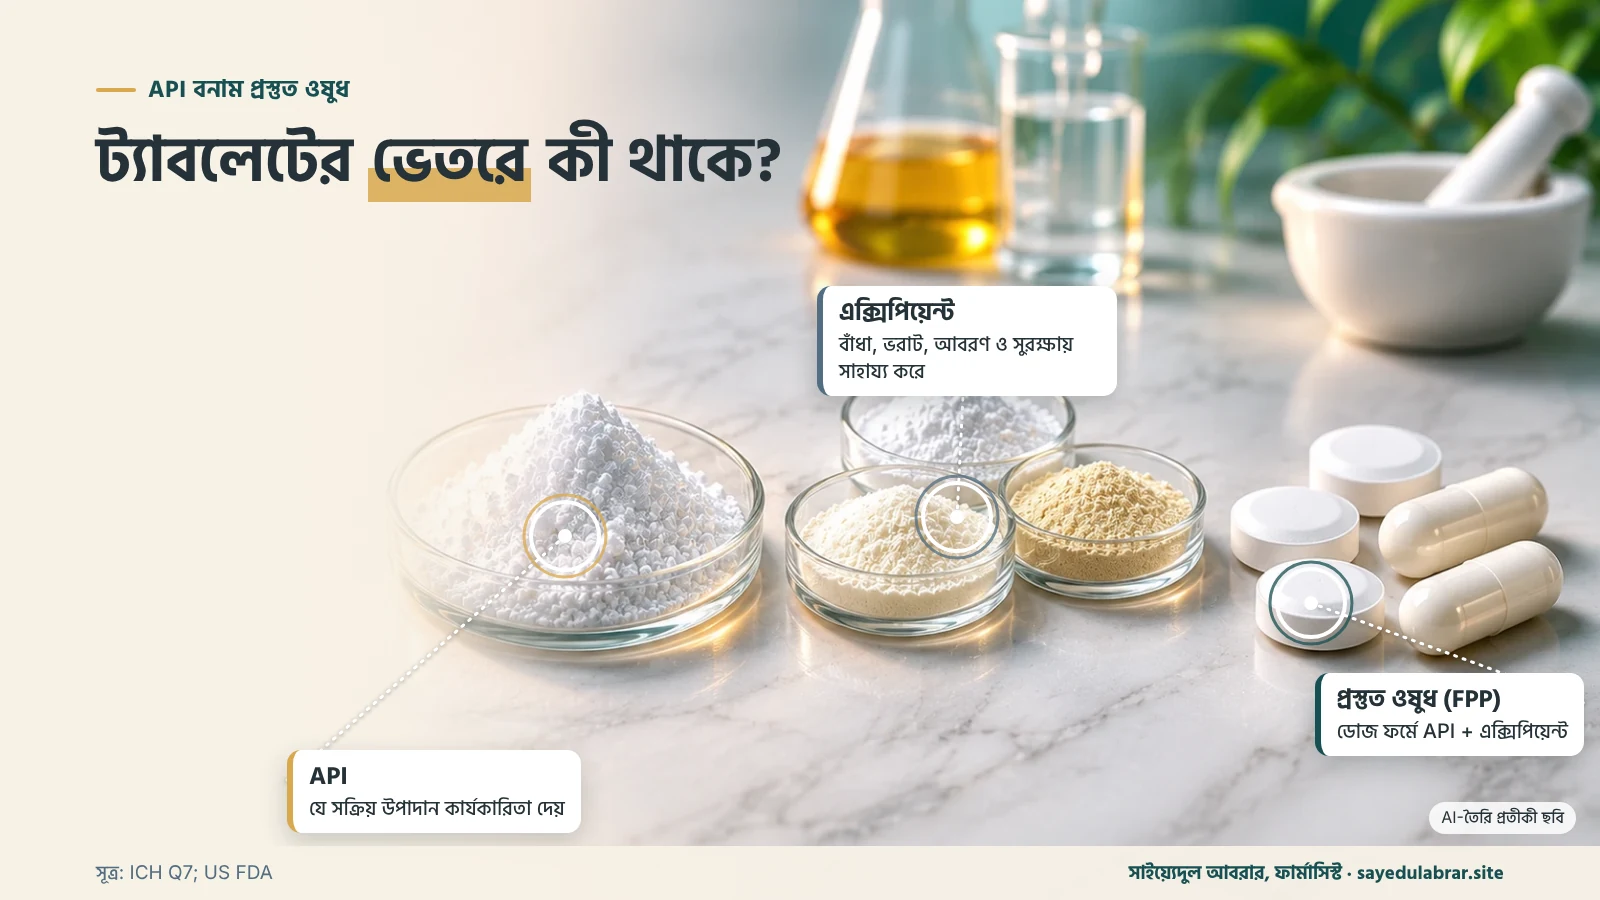 API বনাম প্রস্তুত ওষুধ
ট্যাবলেটের ভেতরে কী থাকে?
এক্সিপিয়েন্ট
বাঁধা, ভরাট, আবরণ ও সুরক্ষায়
সাহায্য করে
প্রস্তুত ওষুধ (FPP)
ডোজ ফর্মে API + এক্সিপিয়েন্ট
API
যে সক্রিয় উপাদান কার্যকারিতা দেয়
AI-তৈরি প্রতীকী ছবি
সূত্র: ICH Q7; US FDA
সাইয়্যেদুল আবরার, ফার্মাসিস্ট · sayedulabrar.site